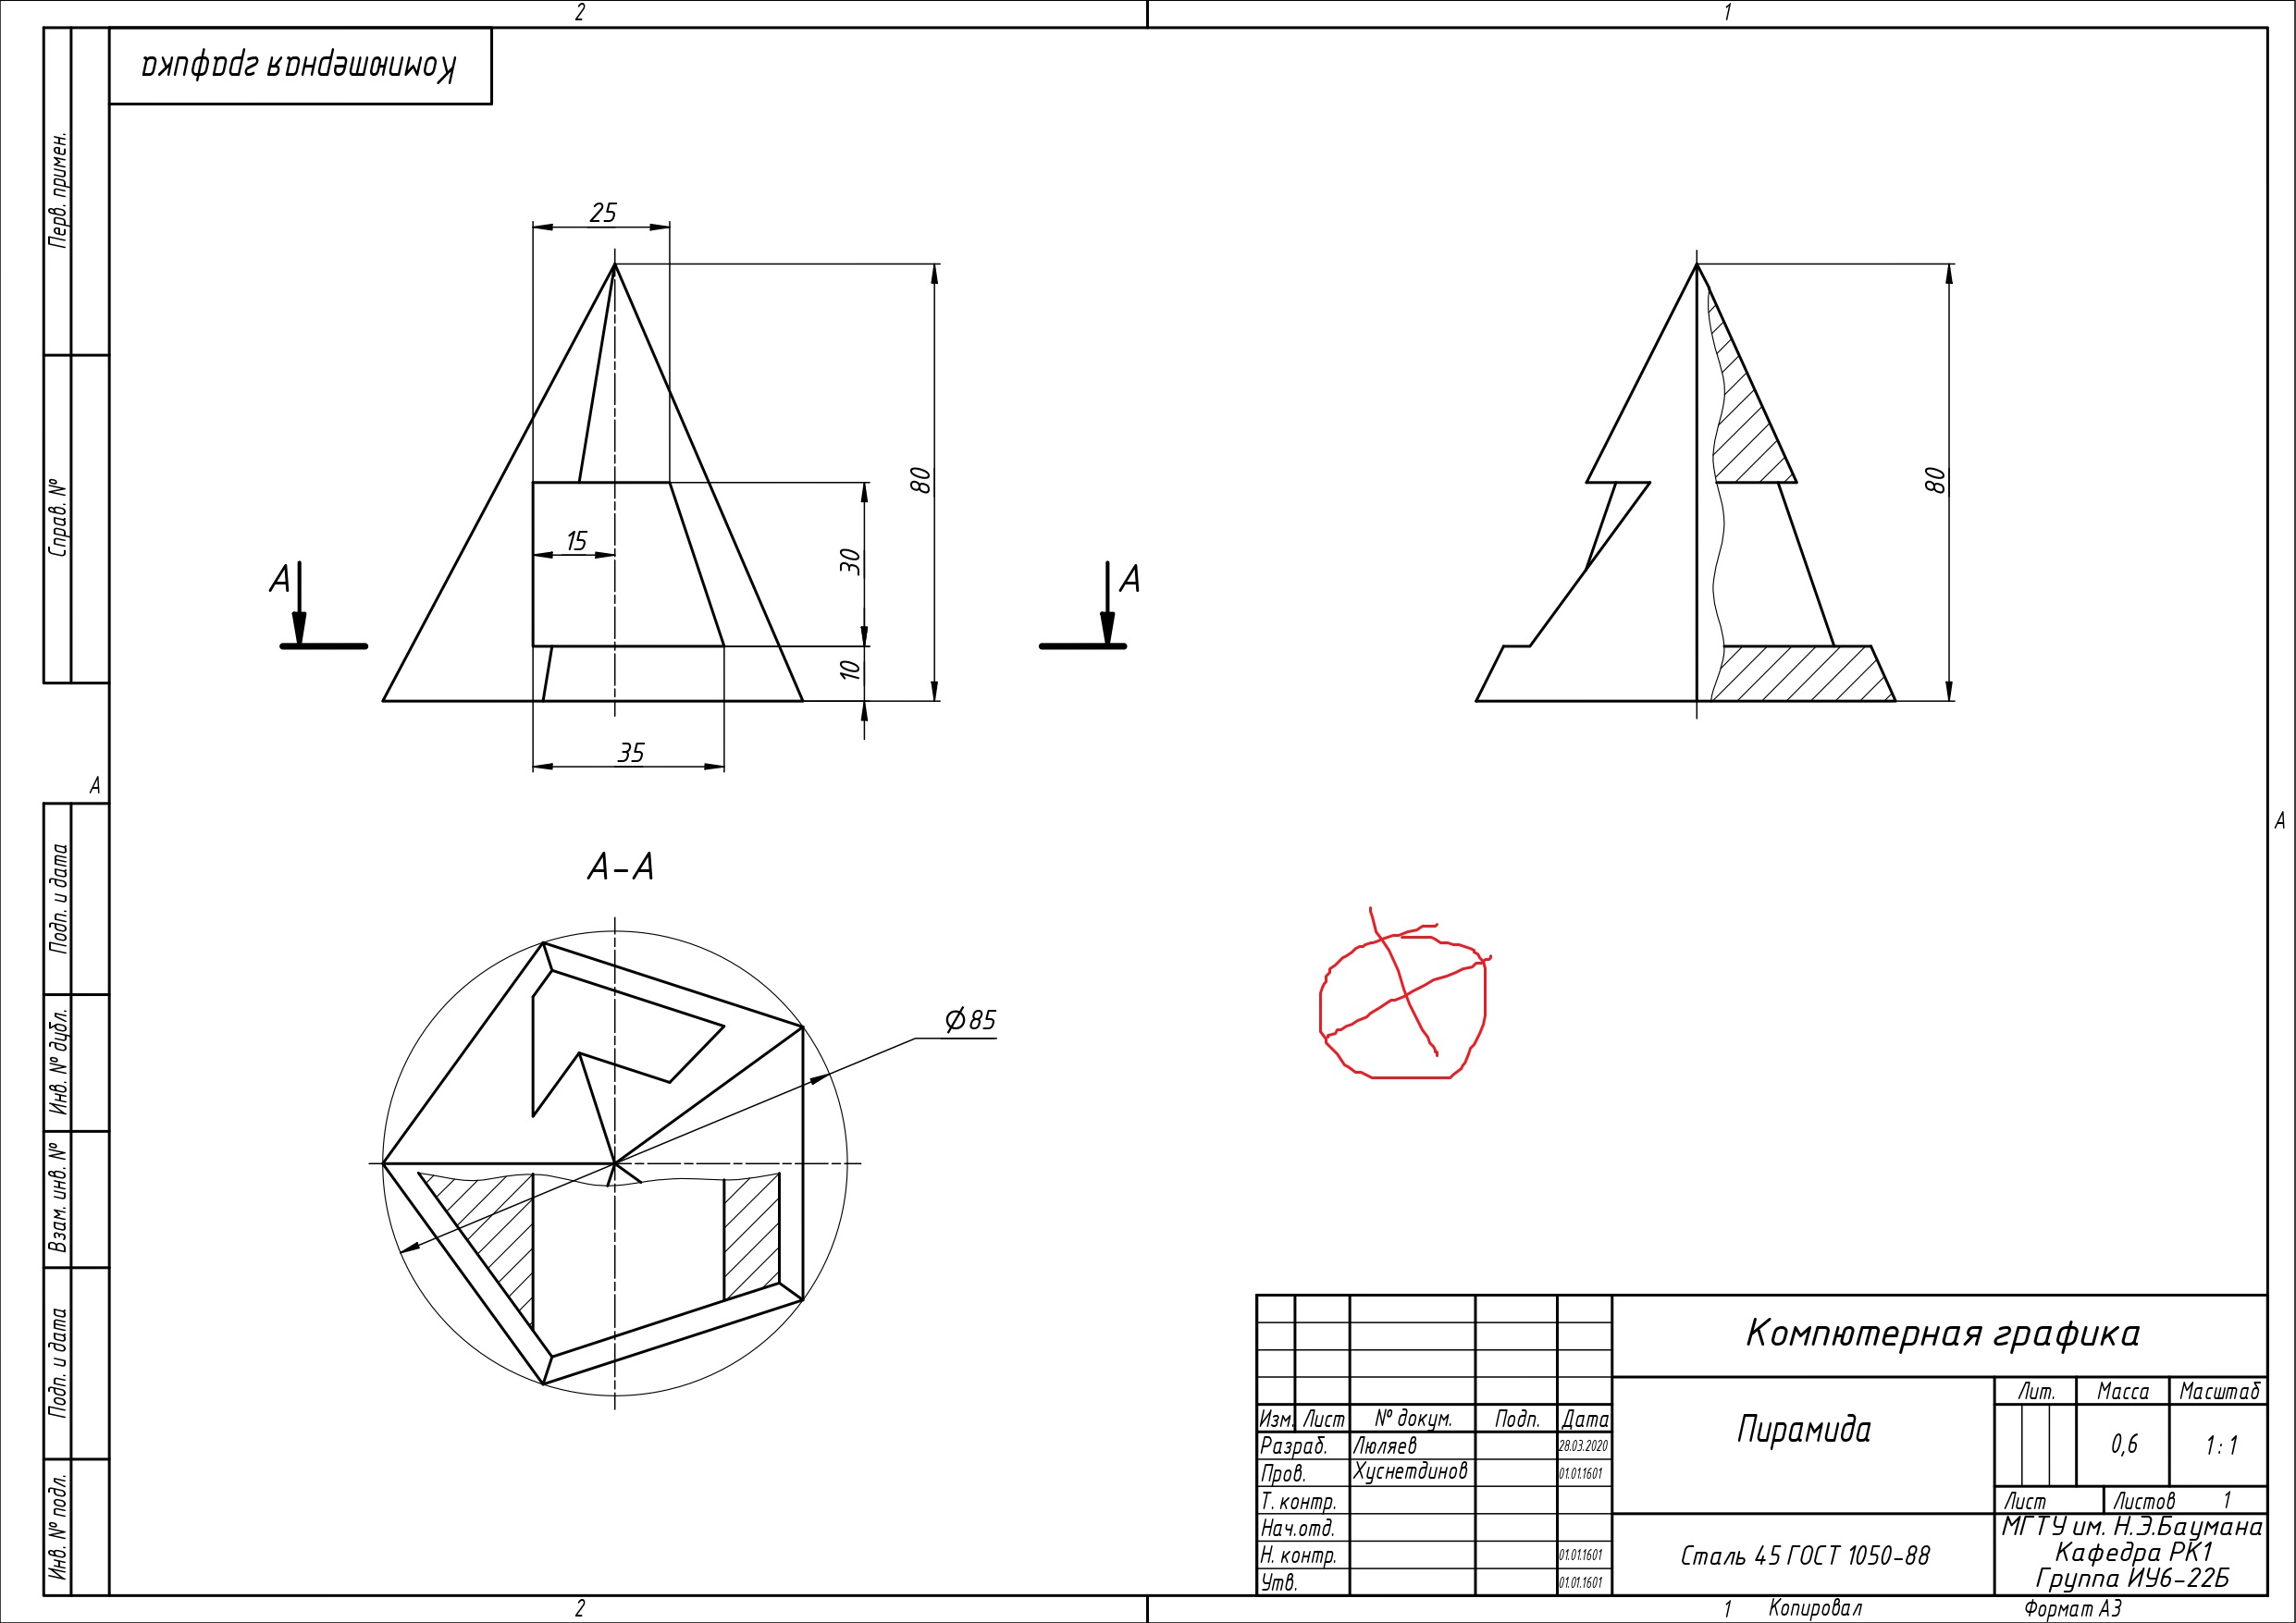 2
1
Компютерная графика
Перв. примен.
Справ. №
25
80
80
15
30
10
А
А
35
А
А
А-А
Подп. и дата
Инв. № дубл.
Взам. инв. №
Подп. и дата
Инв. № подл.
⌀85
Компютерная графика
Лит.
Масса
Масштаб
Изм.
Лист
№ докум.
Подп.
Дата
Пирамида
0,6
1:1
Разраб.
Люляев
28.03.2020
Пров.
Хуснетдинов
01.01.1601
Т. контр.
Лист
Листов 1
Нач.отд.
Н. контр.
01.01.1601
Утв.
01.01.1601
Сталь 45 ГОСТ 1050-88
МГТУ им. Н.Э.Баумана
Кафедра РК1
Группа ИУ6-22Б
2
1
Копировал
Формат А3